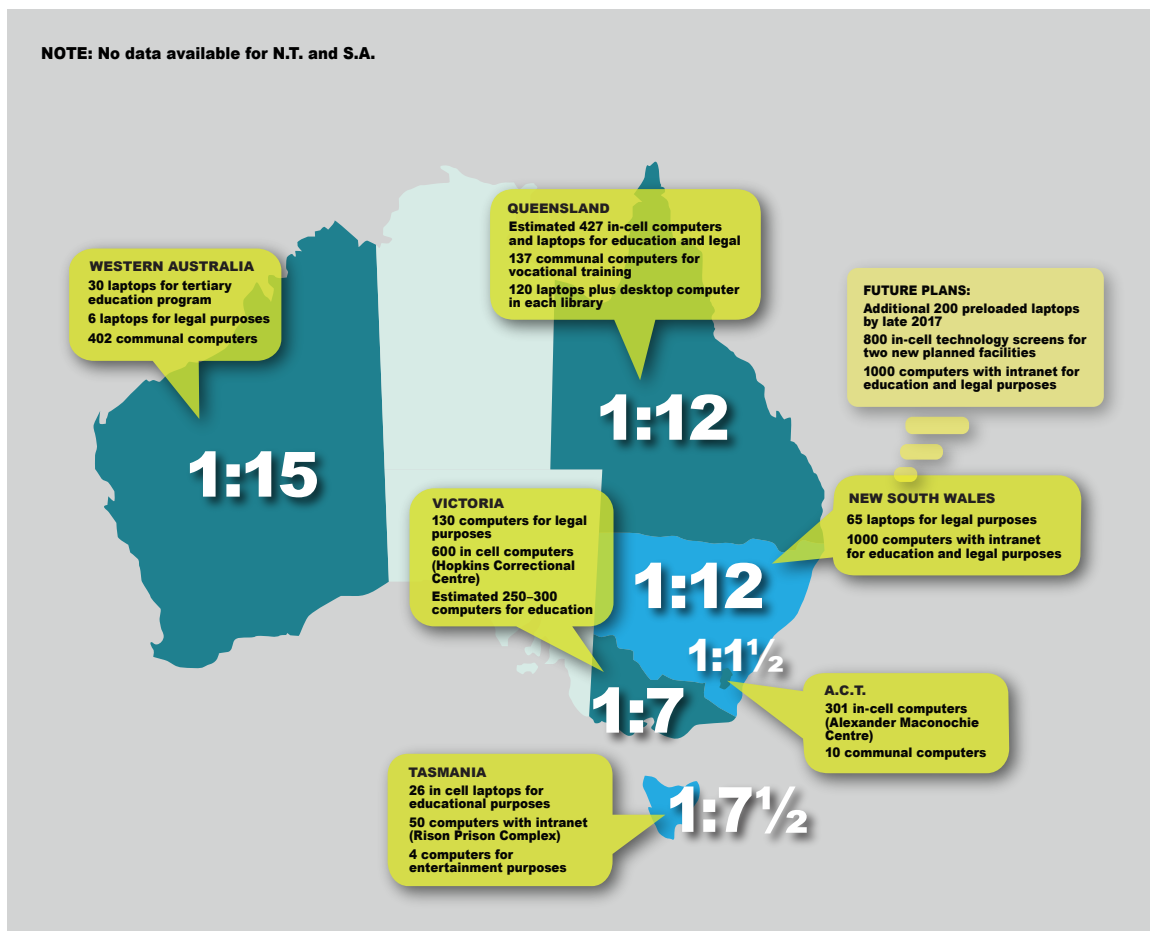 NOTE: No data available for N.T. and S.A.
QUEENSLAND
Estimated 427 in-cell computers
and laptops for education and legal
137 communal computers for
vocational training
120 laptops plus desktop computer
in each library
1:12
WESTERN AUSTRALIA
30 laptops for tertiary
education program
6 laptops for legal purposes
402 communal computers
1:15
FUTURE PLANS:
Additional 200 preloaded laptops
by late 2017
800 in-cell technology screens for
two new planned facilities
1000 computers with intranet for
education and legal purposes
NEW SOUTH WALES
65 laptops for legal purposes
1000 computers with intranet
for education and legal purposes
1:12
VICTORIA
130 computers for legal
purposes
600 in cell computers
(Hopkins Correctional
Centre)
Estimated 250–300
computers for education
1:7
1:1½
A.C.T.
301 in-cell computers
(Alexander Maconochie
Centre)
10 communal computers
TASMANIA
26 in cell laptops for
educational purposes
50 computers with intranet
(Rison Prison Complex)
4 computers for
entertainment purposes
1:7½